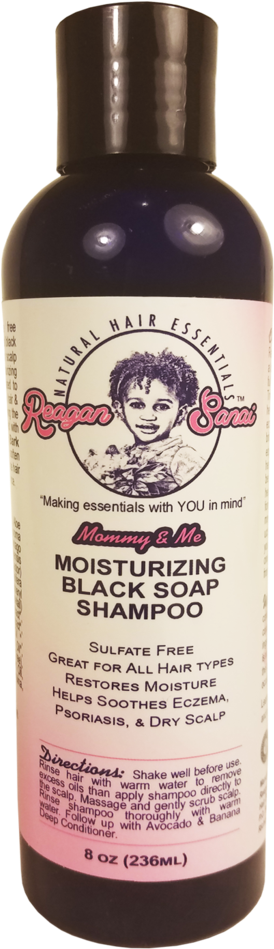 NATURAL HAIR ESSENTIALS™
Reagan Sanai
"Making essentials with YOU in mind"
Mommy & Me
MOISTURIZING
BLACK SOAP
SHAMPOO
SULFATE FREE
GREAT FOR ALL HAIR TYPES
RESTORES MOISTURE
HELPS SOOTHES ECZEMA,
PSORIASIS, & DRY SCALP
Directions: Shake well before use.
Rinse hair with warm water to remove
excess oils than apply shampoo directly to
the scalp. Massage and gently scrub scalp.
Rinse shampoo thoroughly with warm
water. Follow up with Avocado & Banana
Deep Conditioner.
8 oz (236ML)